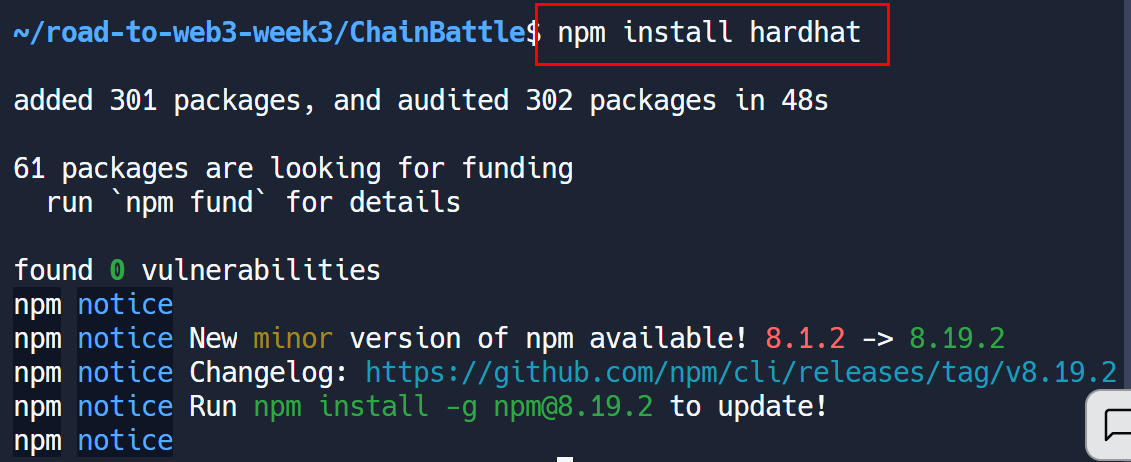 ~/road-to-web3-week3/ChainBattle$ npm install hardhat
added 301 packages, and audited 302 packages in 48s
61 packages are looking for funding
  run `npm fund` for details
found 0 vulnerabilities
npm notice
npm notice New minor version of npm available! 8.1.2 -> 8.19.2
npm notice Changelog: https://github.com/npm/cli/releases/tag/v8.19.2
npm notice Run npm install -g npm@8.19.2 to update!
npm notice